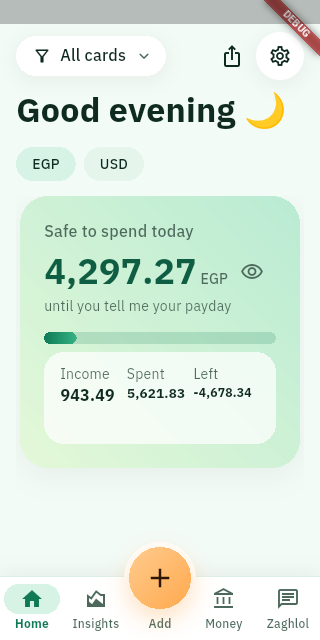 DEBUG
All cards
Good evening 🌙
EGP USD
Safe to spend today
4,297.27 EGP
until you tell me your payday
Income Spent Left
943.49 5,621.83 -4,678.34
Home Insights Add Money Zaghlol